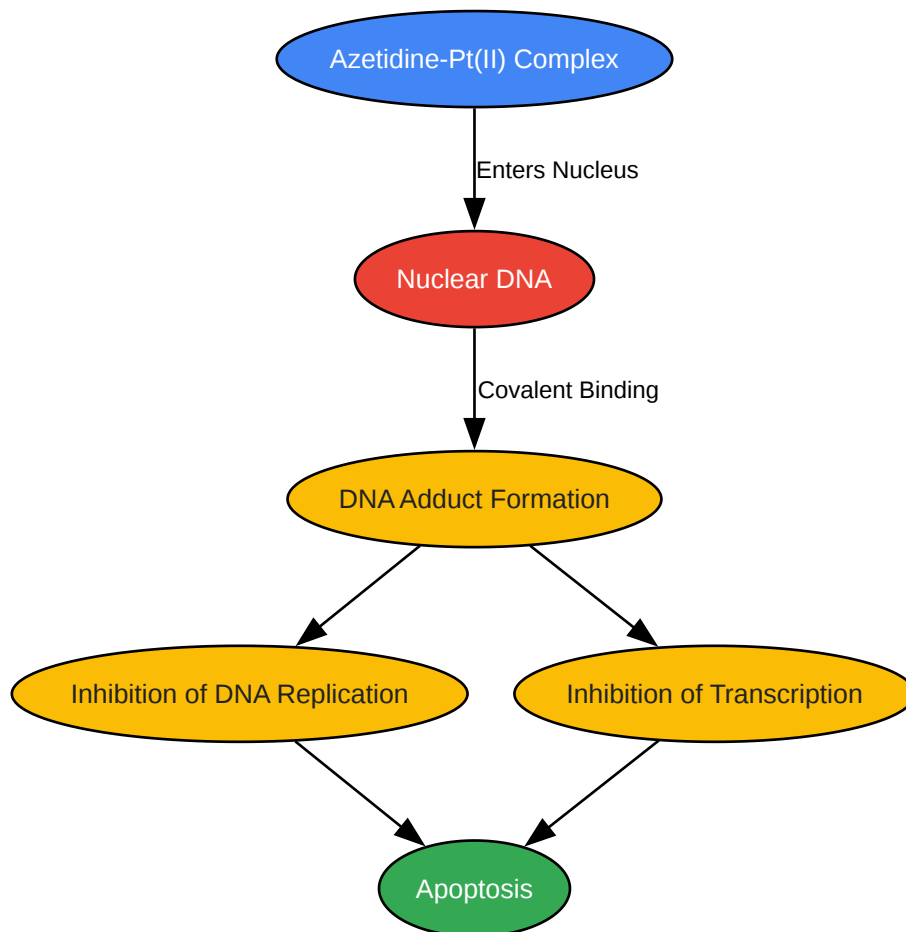 Azetidine-Pt(II) Complex
Enters Nucleus
Nuclear DNA
Covalent Binding
DNA Adduct Formation
Inhibition of DNA Replication
Inhibition of Transcription
Apoptosis